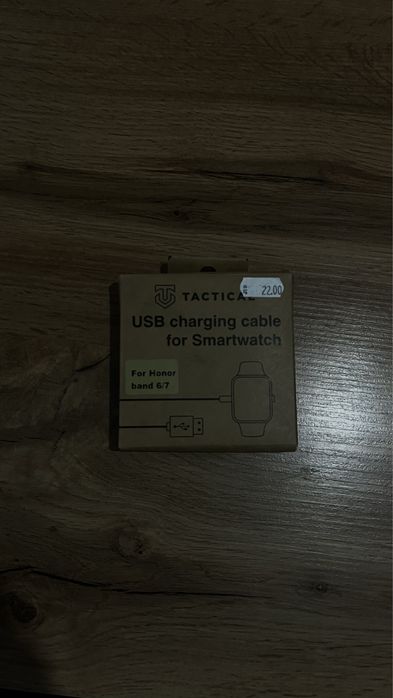 TACTICAL
22.00
USB charging cable
for Smartwatch
For Honor
band 6/7